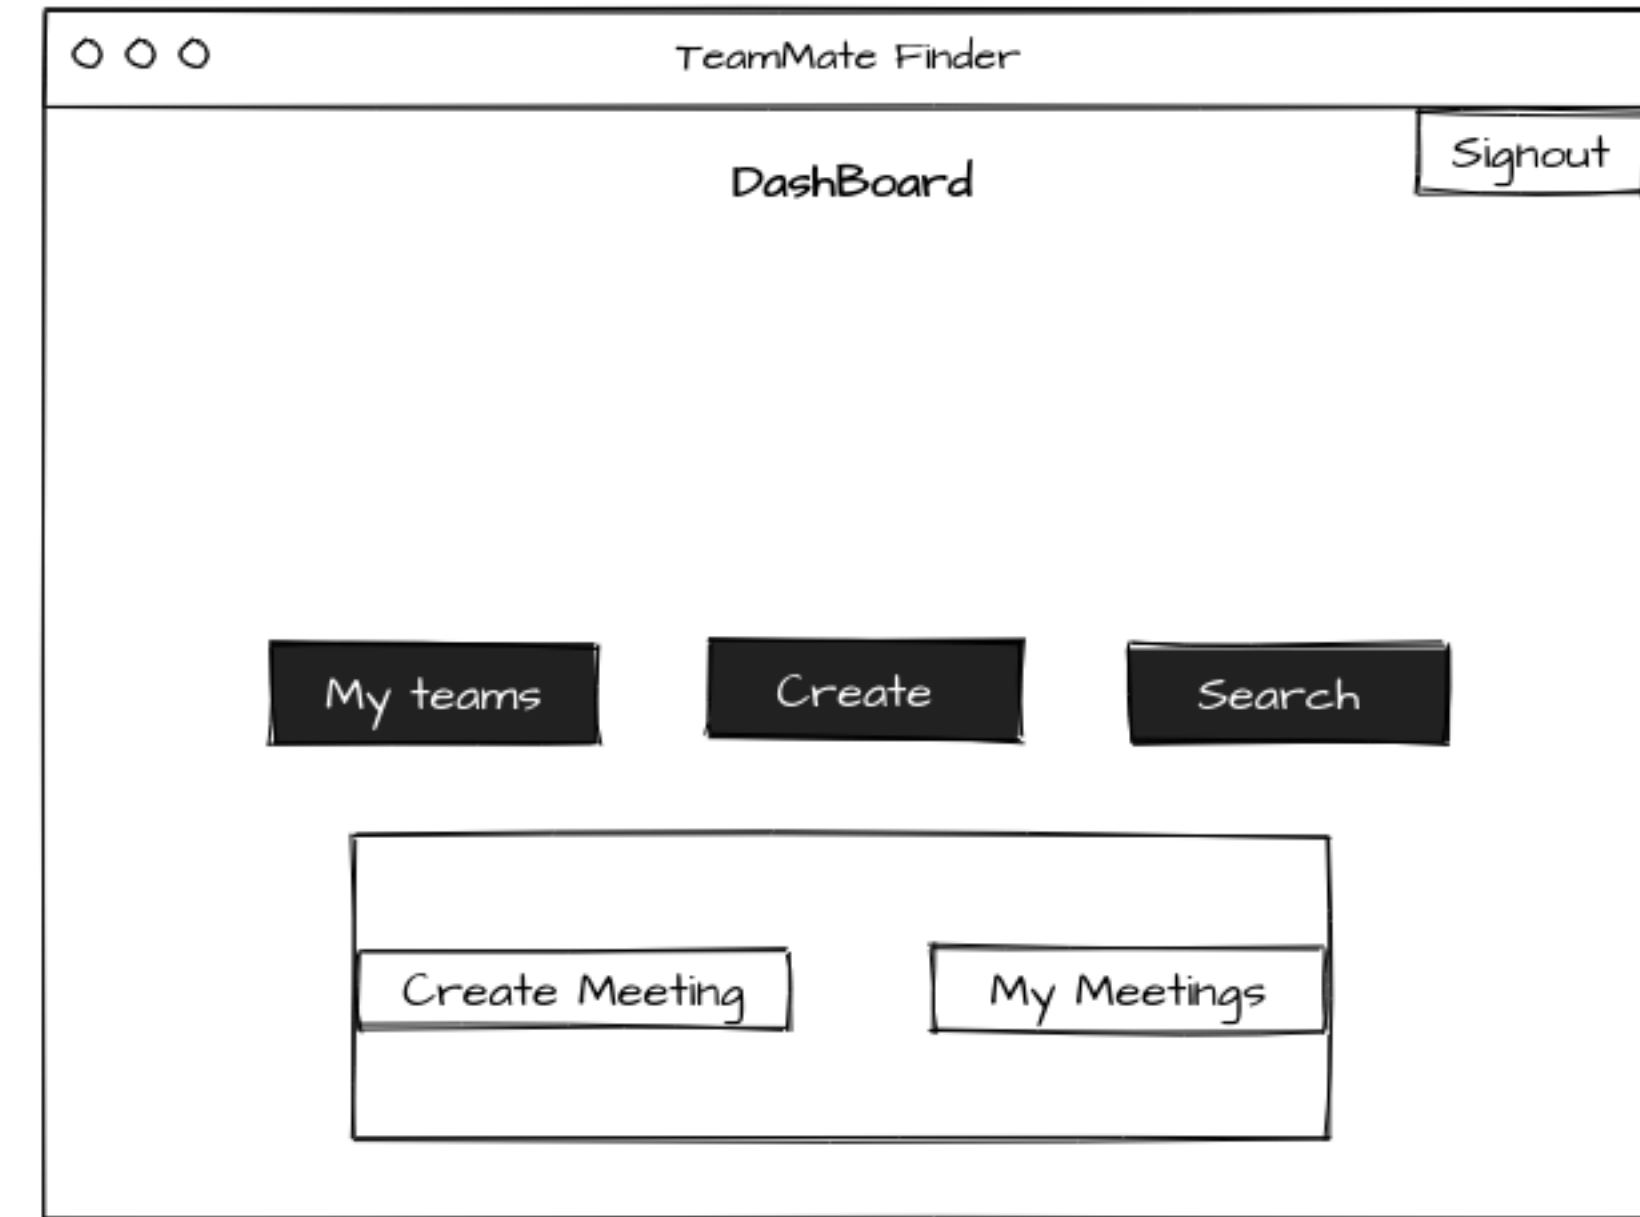 TeamMate Finder
Signout
DashBoard
My teams
Create
Search
Create Meeting
My Meetings